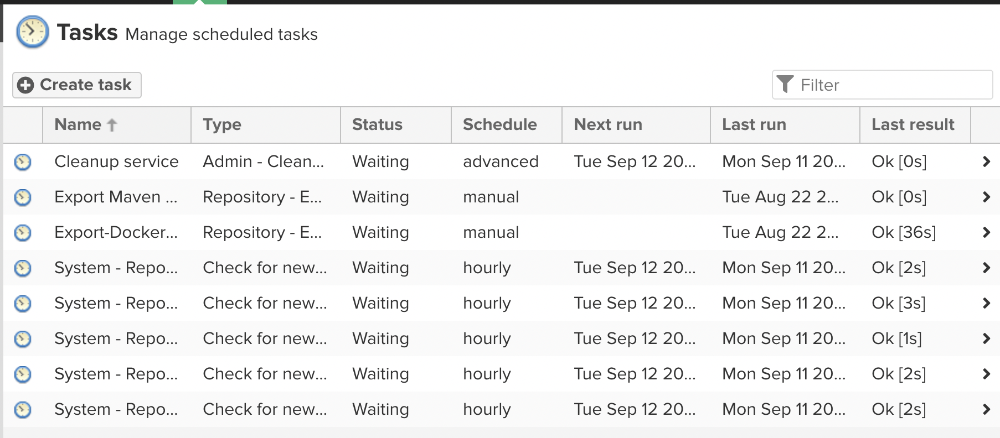 Tasks Manage scheduled tasks
Create task
Filter
Name Type Status Schedule Next run Last run Last result
Cleanup service Admin - Clean... Waiting advanced Tue Sep 12 20... Mon Sep 11 20... Ok [0s]
Export Maven ... Repository - E... Waiting manual Tue Aug 22 2... Ok [0s]
Export-Docker... Repository - E... Waiting manual Tue Aug 22 2... Ok [36s]
System - Repo... Check for new... Waiting hourly Tue Sep 12 20... Mon Sep 11 20... Ok [2s]
System - Repo... Check for new... Waiting hourly Tue Sep 12 20... Mon Sep 11 20... Ok [3s]
System - Repo... Check for new... Waiting hourly Tue Sep 12 20... Mon Sep 11 20... Ok [1s]
System - Repo... Check for new... Waiting hourly Tue Sep 12 20... Mon Sep 11 20... Ok [2s]
System - Repo... Check for new... Waiting hourly Tue Sep 12 20... Mon Sep 11 20... Ok [2s]